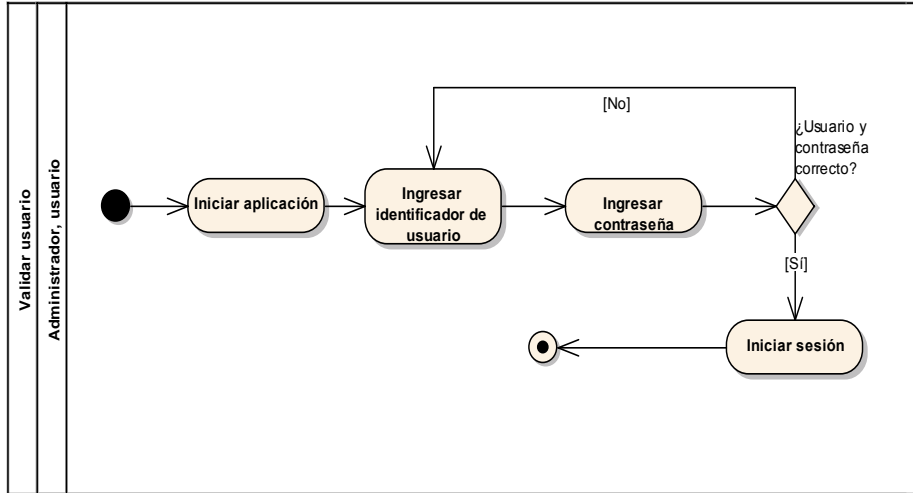 Validar usuario
Administrador, usuario
[No]
¿Usuario y
contraseña
correcto?
Iniciar aplicación
Ingresar
identificador de
usuario
Ingresar
contraseña
[Sí]
Iniciar sesión